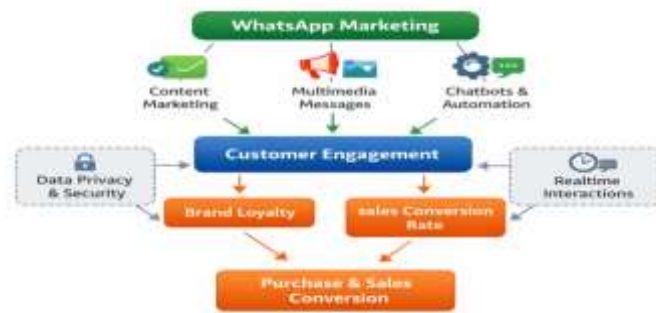 WhatsApp Marketing
Content
Marketing
Multimedia
Messages
Chatbots &
Automation
Customer Engagement
Data Privacy
& Security
Realtime
Interactions
Brand Loyalty
sales Conversion
Rate
Purchase & Sales
Conversion